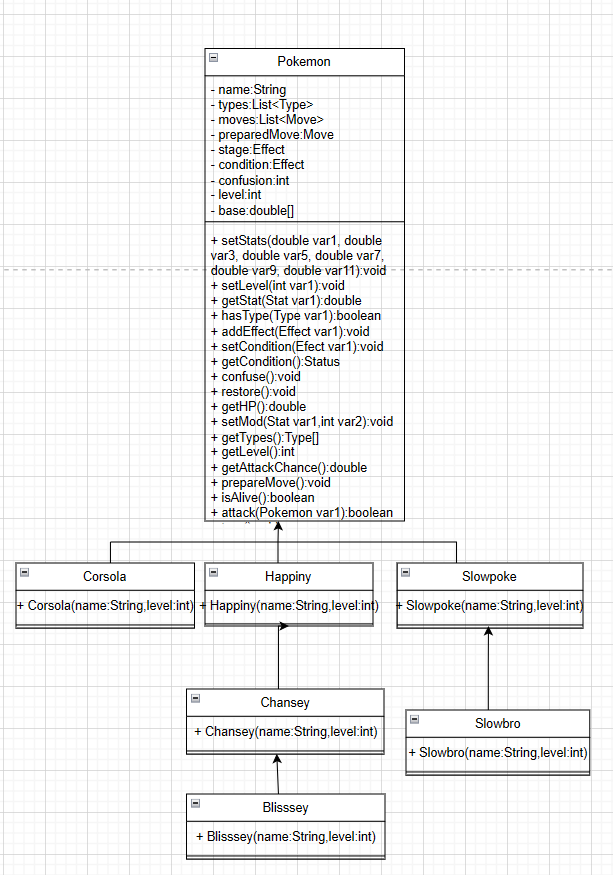 Pokemon
- name:String
- types:List<Type>
- moves:List<Move>
- preparedMove:Move
- stage:Effect
- condition:Effect
- confusion:int
- level:int
- base:double[]
+ setStats(double var1, double
var3, double var5, double var7,
double var9, double var11):void
+ setLevel(int var1):void
+ getStat(Stat var1):double
+ hasType(Type var1):boolean
+ addEffect(Effect var1):void
+ setCondition(Efect var1):void
+ getCondition():Status
+ confuse():void
+ restore():void
+ getHP():double
+ setMod(Stat var1,int var2):void
+ getTypes():Type[]
+ getLevel():int
+ getAttackChance():double
+ prepareMove():void
+ isAlive():boolean
+ attack(Pokemon var1):boolean
Corsola
+ Corsola(name:String,level:int)
Happiny
+ Happiny(name:String,level:int)
Slowpoke
+ Slowpoke(name:String,level:int)
Chansey
+ Chansey(name:String,level:int)
Slowbro
+ Slowbro(name:String,level:int)
Blisssey
+ Blisssey(name:String,level:int)